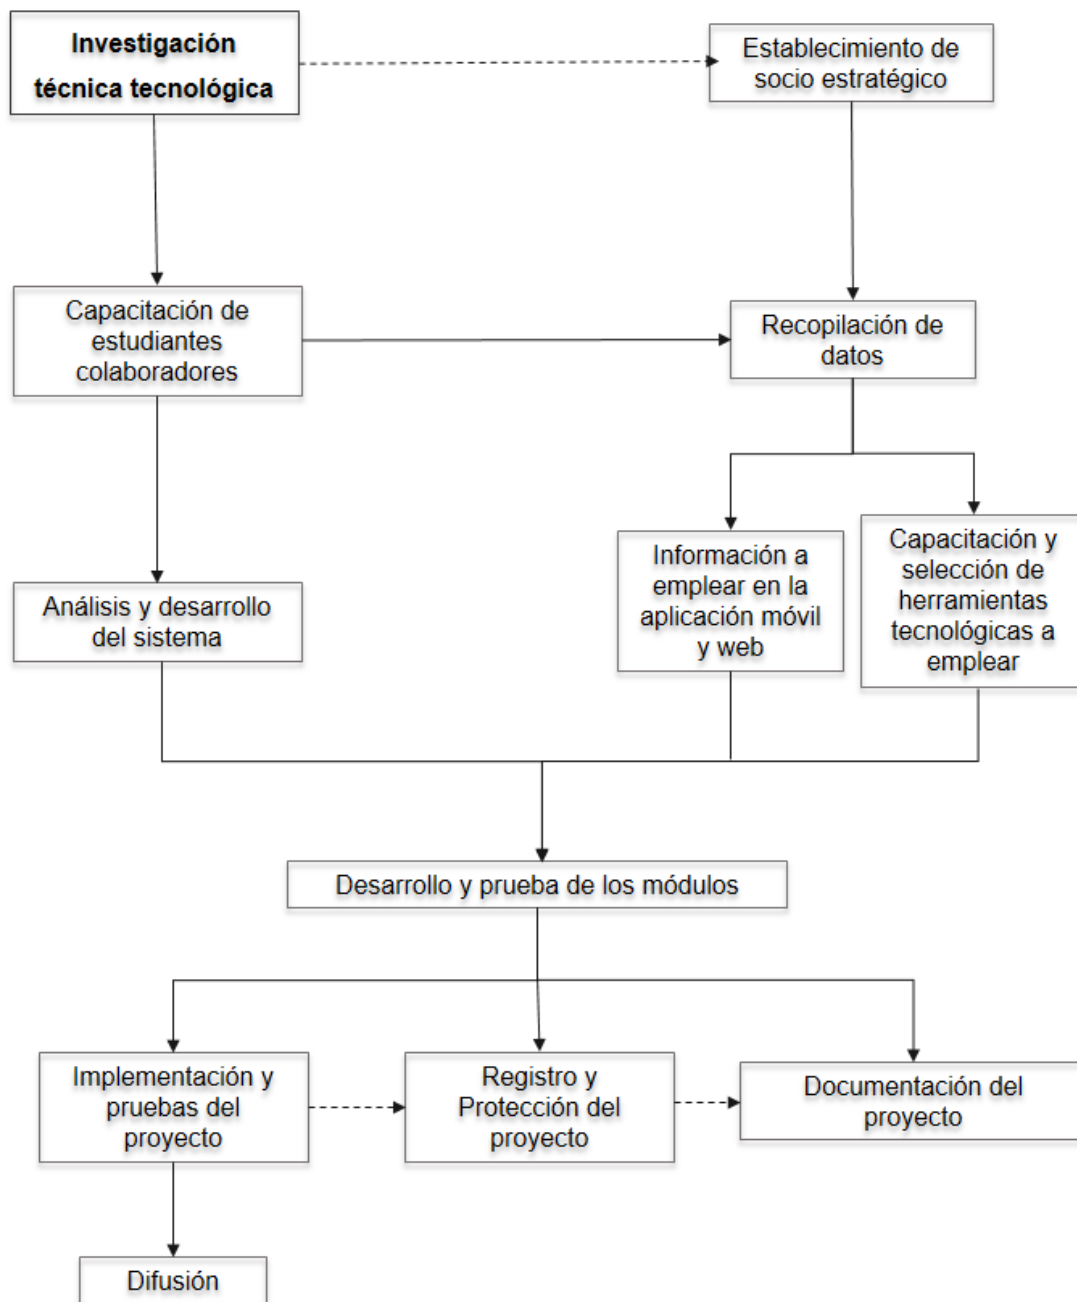 Investigación
técnica tecnológica
Establecimiento de
socio estratégico
Capacitación de
estudiantes
colaboradores
Recopilación de
datos
Análisis y desarrollo
del sistema
Información a
emplear en la
aplicación móvil
y web
Capacitación y
selección de
herramientas
tecnológicas a
emplear
Desarrollo y prueba de los módulos
Implementación y
pruebas del
proyecto
Registro y
Protección del
proyecto
Documentación del
proyecto
Difusión